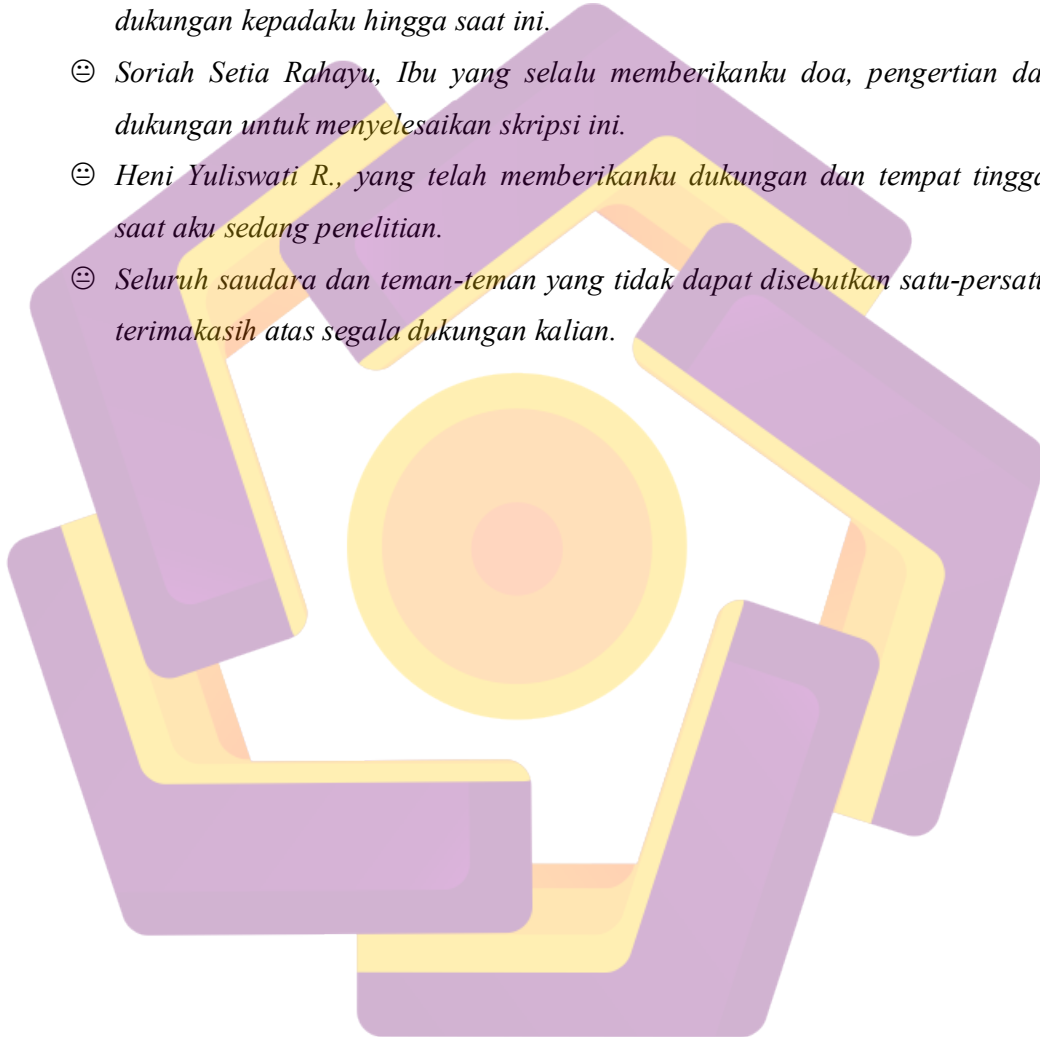 dukungan kepadaku hingga saat ini.
😐 Soriah Setia Rahayu, Ibu yang selalu memberikanku doa, pengertian da
dukungan untuk menyelesaikan skripsi ini.
😐 Heni Yuliswati R., yang telah memberikanku dukungan dan tempat tingga
saat aku sedang penelitian.
😐 Seluruh saudara dan teman-teman yang tidak dapat disebutkan satu-persatu
terimakasih atas segala dukungan kalian.